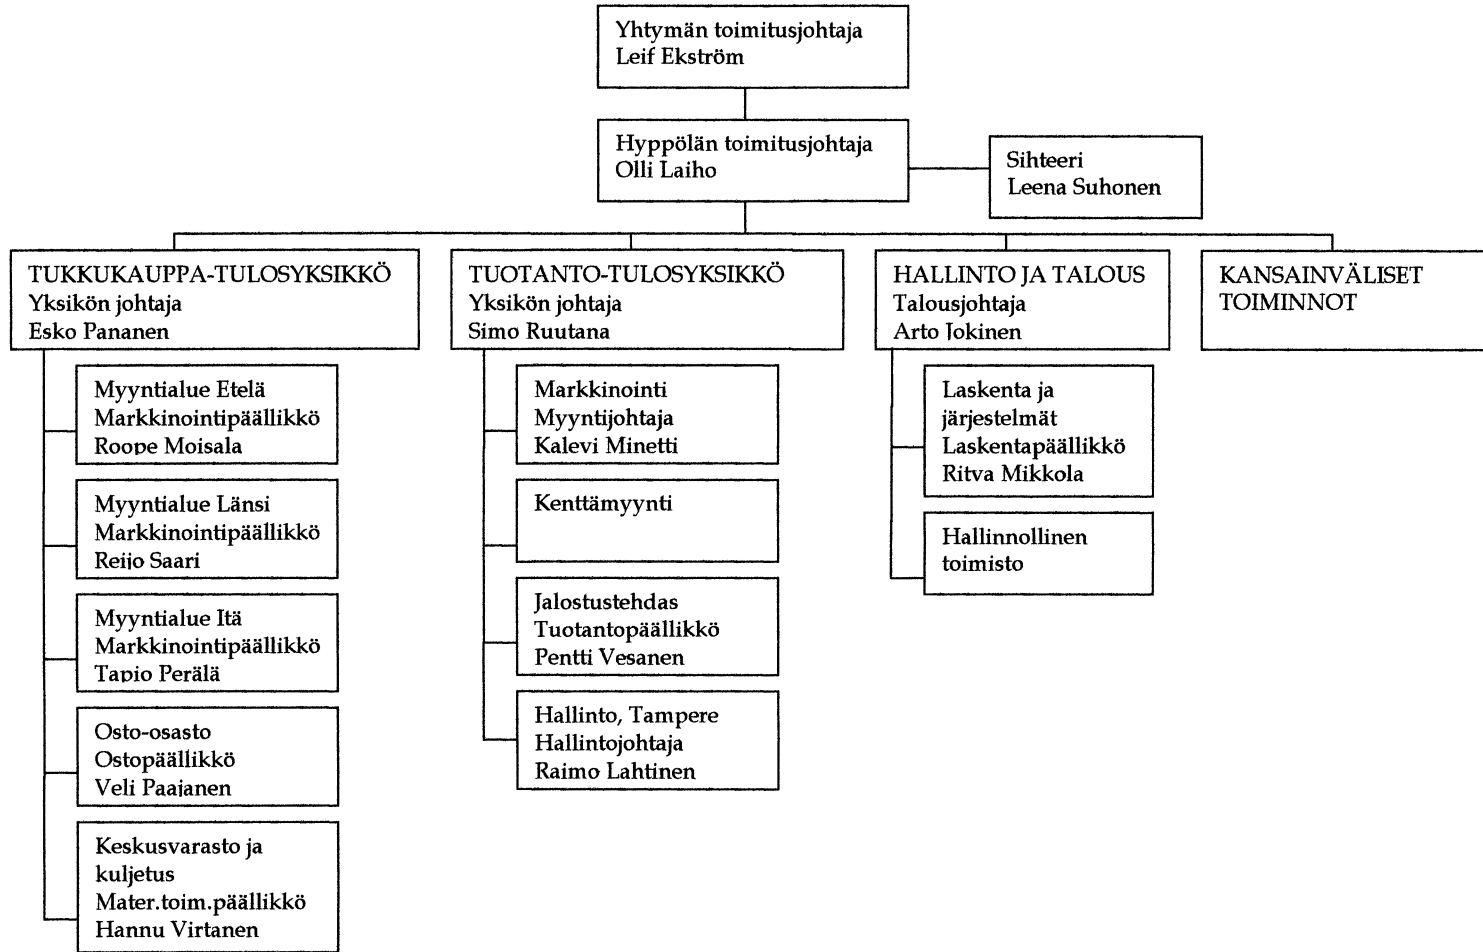 Yhtymän toimitusjohtaja
Leif Ekström
Hyppölän toimitusjohtaja
Olli Laiho
Sihteeri
Leena Suhonen
TUKKUKAUPPA-TULOSYKSIKKÖ
Yksikön johtaja
Esko Pananen
TUOTANTO-TULOSYKSIKKÖ
Yksikön johtaja
Simo Ruutana
HALLINTO JA TALOUS
Talousjohtaja
Arto Jokinen
KANSAINVÄLISET
TOIMINNOT
Myyntialue Etelä
Markkinointipäällikkö
Roope Moisala
Myyntialue Länsi
Markkinointipäällikkö
Reijo Saari
Myyntialue Itä
Markkinointipäällikkö
Tapio Perälä
Osto-osasto
Ostopäällikkö
Veli Paajanen
Keskusvarasto ja
kuljetus
Mater.toim.päällikkö
Hannu Virtanen
Markkinointi
Myyntijohtaja
Kalevi Minetti
Kenttämyynti
Jalostustehdas
Tuotantopäällikkö
Pentti Vesanen
Hallinto, Tampere
Hallintojohtaja
Raimo Lahtinen
Laskenta ja
järjestelmät
Laskentapäällikkö
Ritva Mikkola
Hallinnollinen
toimisto